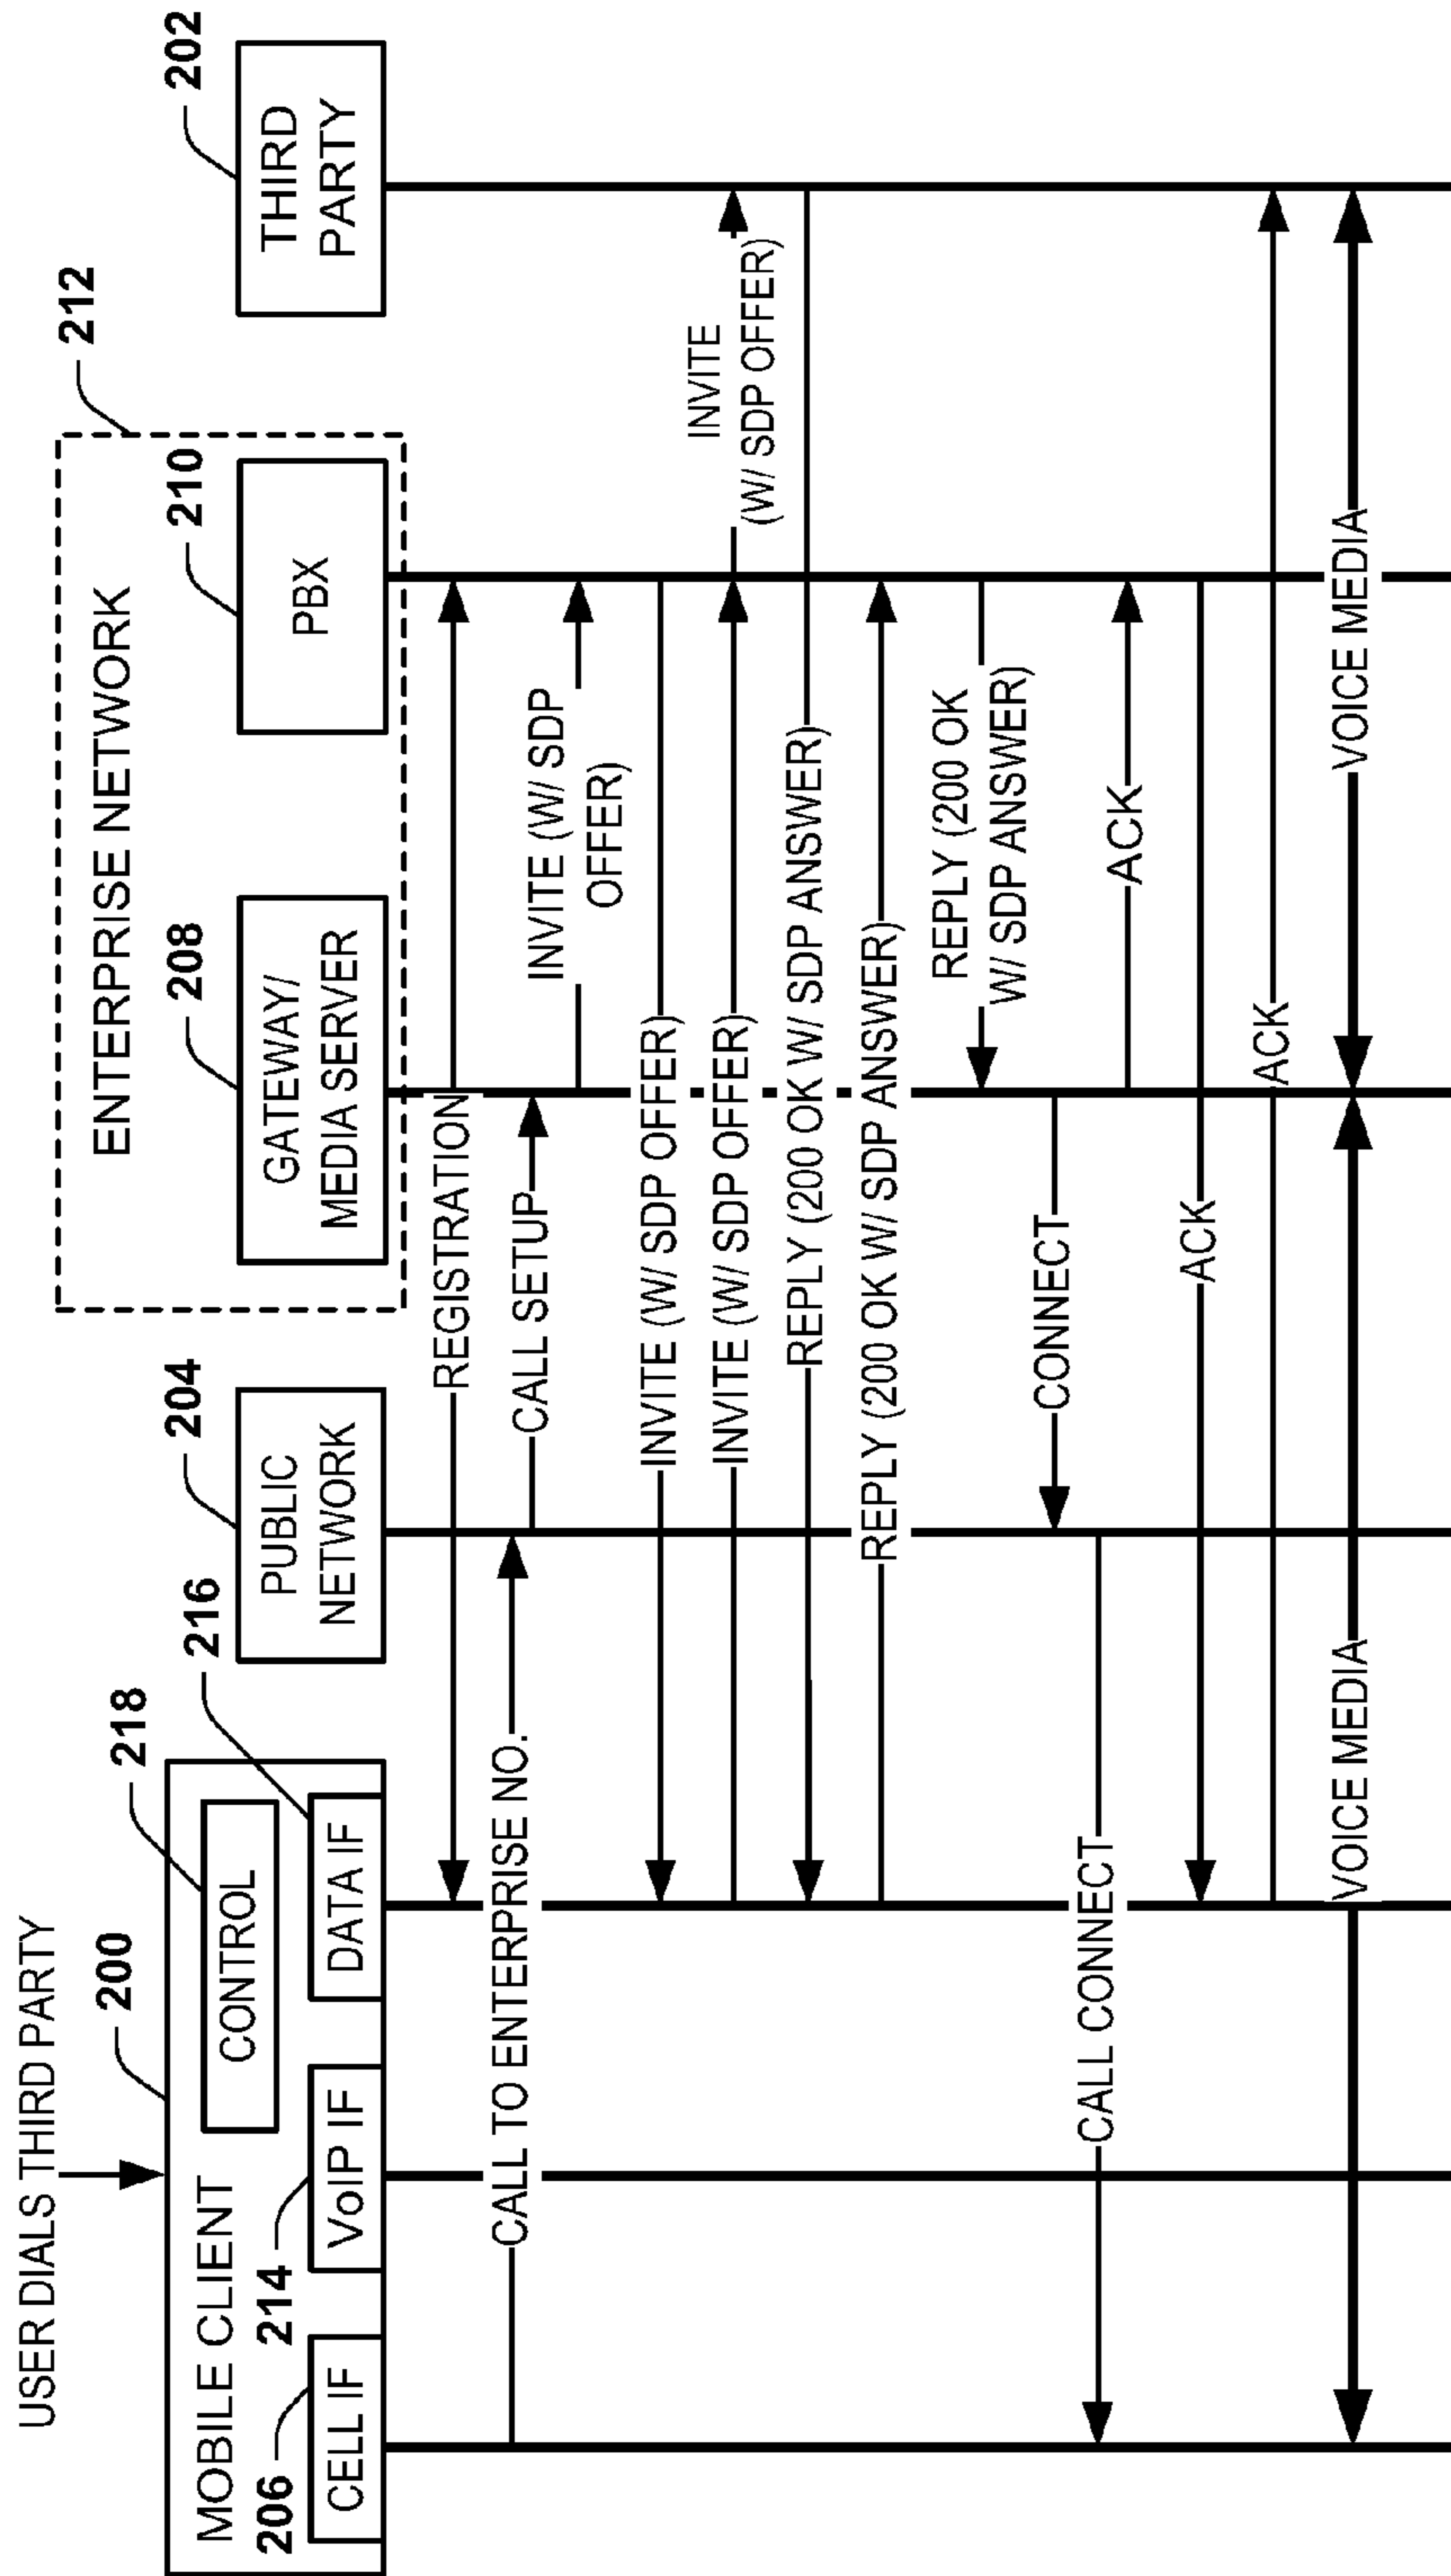 USER DIALS THIRD PARTY
200
MOBILE CLIENT
218
CONTROL
206
CELL IF
214
VoIP IF
216
DATA IF
204
PUBLIC
NETWORK
212
ENTERPRISE NETWORK
208
GATEWAY/
MEDIA SERVER
210
PBX
202
THIRD
PARTY
REGISTRATION
CALL TO ENTERPRISE NO.
CALL SETUP
INVITE (W/ SDP
OFFER)
INVITE (W/ SDP OFFER)
INVITE (W/ SDP OFFER)
INVITE
(W/ SDP OFFER)
REPLY (200 OK W/ SDP ANSWER)
REPLY (200 OK W/ SDP ANSWER)
REPLY (200 OK
W/ SDP ANSWER)
CONNECT
CALL CONNECT
ACK
ACK
ACK
VOICE MEDIA
VOICE MEDIA